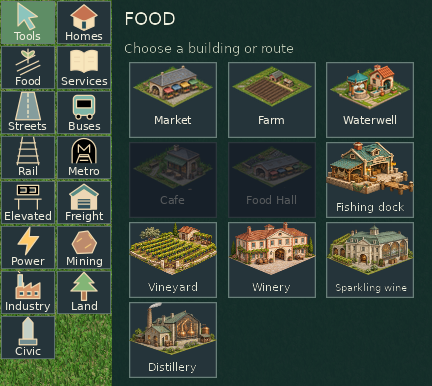 FOOD
Choose a building or route
Tools
Homes
Food
Services
Streets
Buses
Rail
Metro
Elevated
Freight
Power
Mining
Industry
Land
Civic
Market
Farm
Waterwell
Cafe
Food Hall
Fishing dock
Vineyard
Winery
Sparkling wine
Distillery